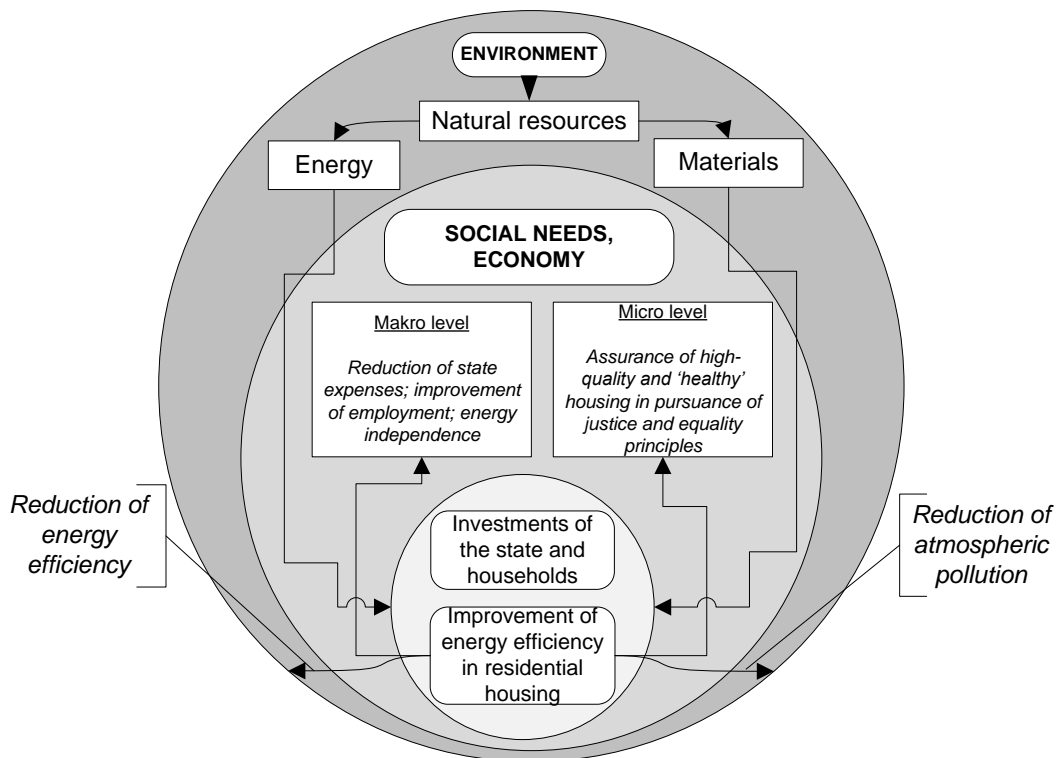 ENVIRONMENT
Natural resources
Energy
Materials
SOCIAL NEEDS,
ECONOMY
Makro level
Reduction of state
expenses; improvement
of employment; energy
independence
Micro level
Assurance of high-
quality and ‘healthy’
housing in pursuance of
justice and equality
principles
Reduction of
energy
efficiency
Investments of
the state and
households
Improvement of
energy efficiency
in residential
housing
Reduction of
atmospheric
pollution